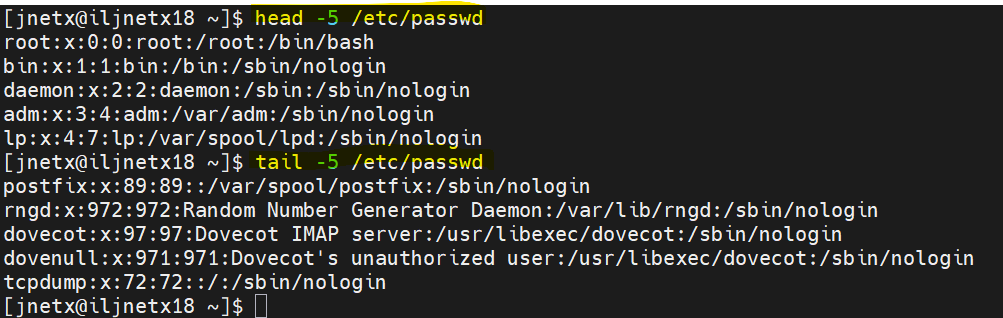 [jnetx@iljnetx18 ~]$ head -5 /etc/passwd
root:x:0:0:root:/root:/bin/bash
bin:x:1:1:bin:/bin:/sbin/nologin
daemon:x:2:2:daemon:/sbin:/sbin/nologin
adm:x:3:4:adm:/var/adm:/sbin/nologin
lp:x:4:7:lp:/var/spool/lpd:/sbin/nologin
[jnetx@iljnetx18 ~]$ tail -5 /etc/passwd
postfix:x:89:89::/var/spool/postfix:/sbin/nologin
rngd:x:972:972:Random Number Generator Daemon:/var/lib/rngd:/sbin/nologin
dovecot:x:97:97:Dovecot IMAP server:/usr/libexec/dovecot:/sbin/nologin
dovenull:x:971:971:Dovecot's unauthorized user:/usr/libexec/dovecot:/sbin/nologin
tcpdump:x:72:72::/:/sbin/nologin
[jnetx@iljnetx18 ~]$